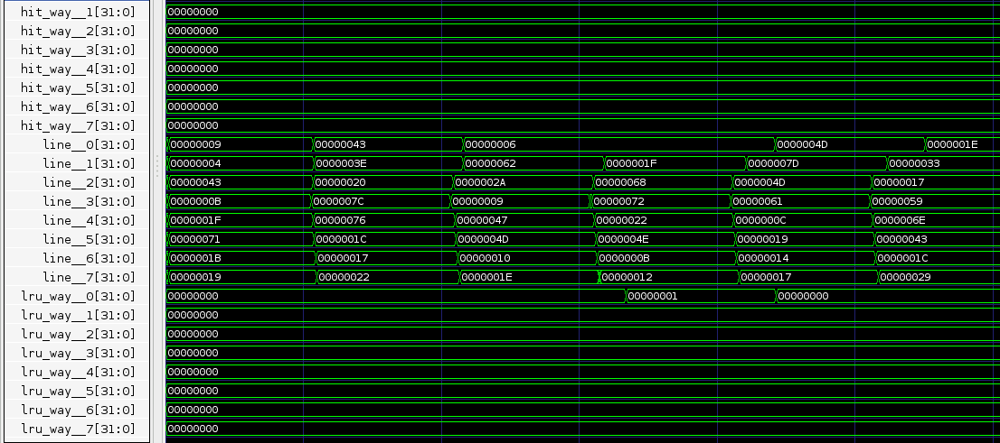 hit_way__1[31:0] 00000000
hit_way__2[31:0] 00000000
hit_way__3[31:0] 00000000
hit_way__4[31:0] 00000000
hit_way__5[31:0] 00000000
hit_way__6[31:0] 00000000
hit_way__7[31:0] 00000000
line__0[31:0] 00000009 00000043 00000006 0000004D 0000001E
line__1[31:0] 00000004 0000003E 00000062 0000001F 0000007D 00000033
line__2[31:0] 00000043 00000020 0000002A 00000068 0000004D 00000017
line__3[31:0] 0000000B 0000007C 00000009 00000072 00000061 00000059
line__4[31:0] 0000001F 00000076 00000047 00000022 0000000C 0000006E
line__5[31:0] 00000071 0000001C 0000004D 0000004E 00000019 00000043
line__6[31:0] 0000001B 00000017 00000010 0000000B 00000014 0000001C
line__7[31:0] 00000019 00000022 0000001E 00000012 00000017 00000029
lru_way__0[31:0] 00000000 00000001 00000000
lru_way__1[31:0] 00000000
lru_way__2[31:0] 00000000
lru_way__3[31:0] 00000000
lru_way__4[31:0] 00000000
lru_way__5[31:0] 00000000
lru_way__6[31:0] 00000000
lru_way__7[31:0] 00000000